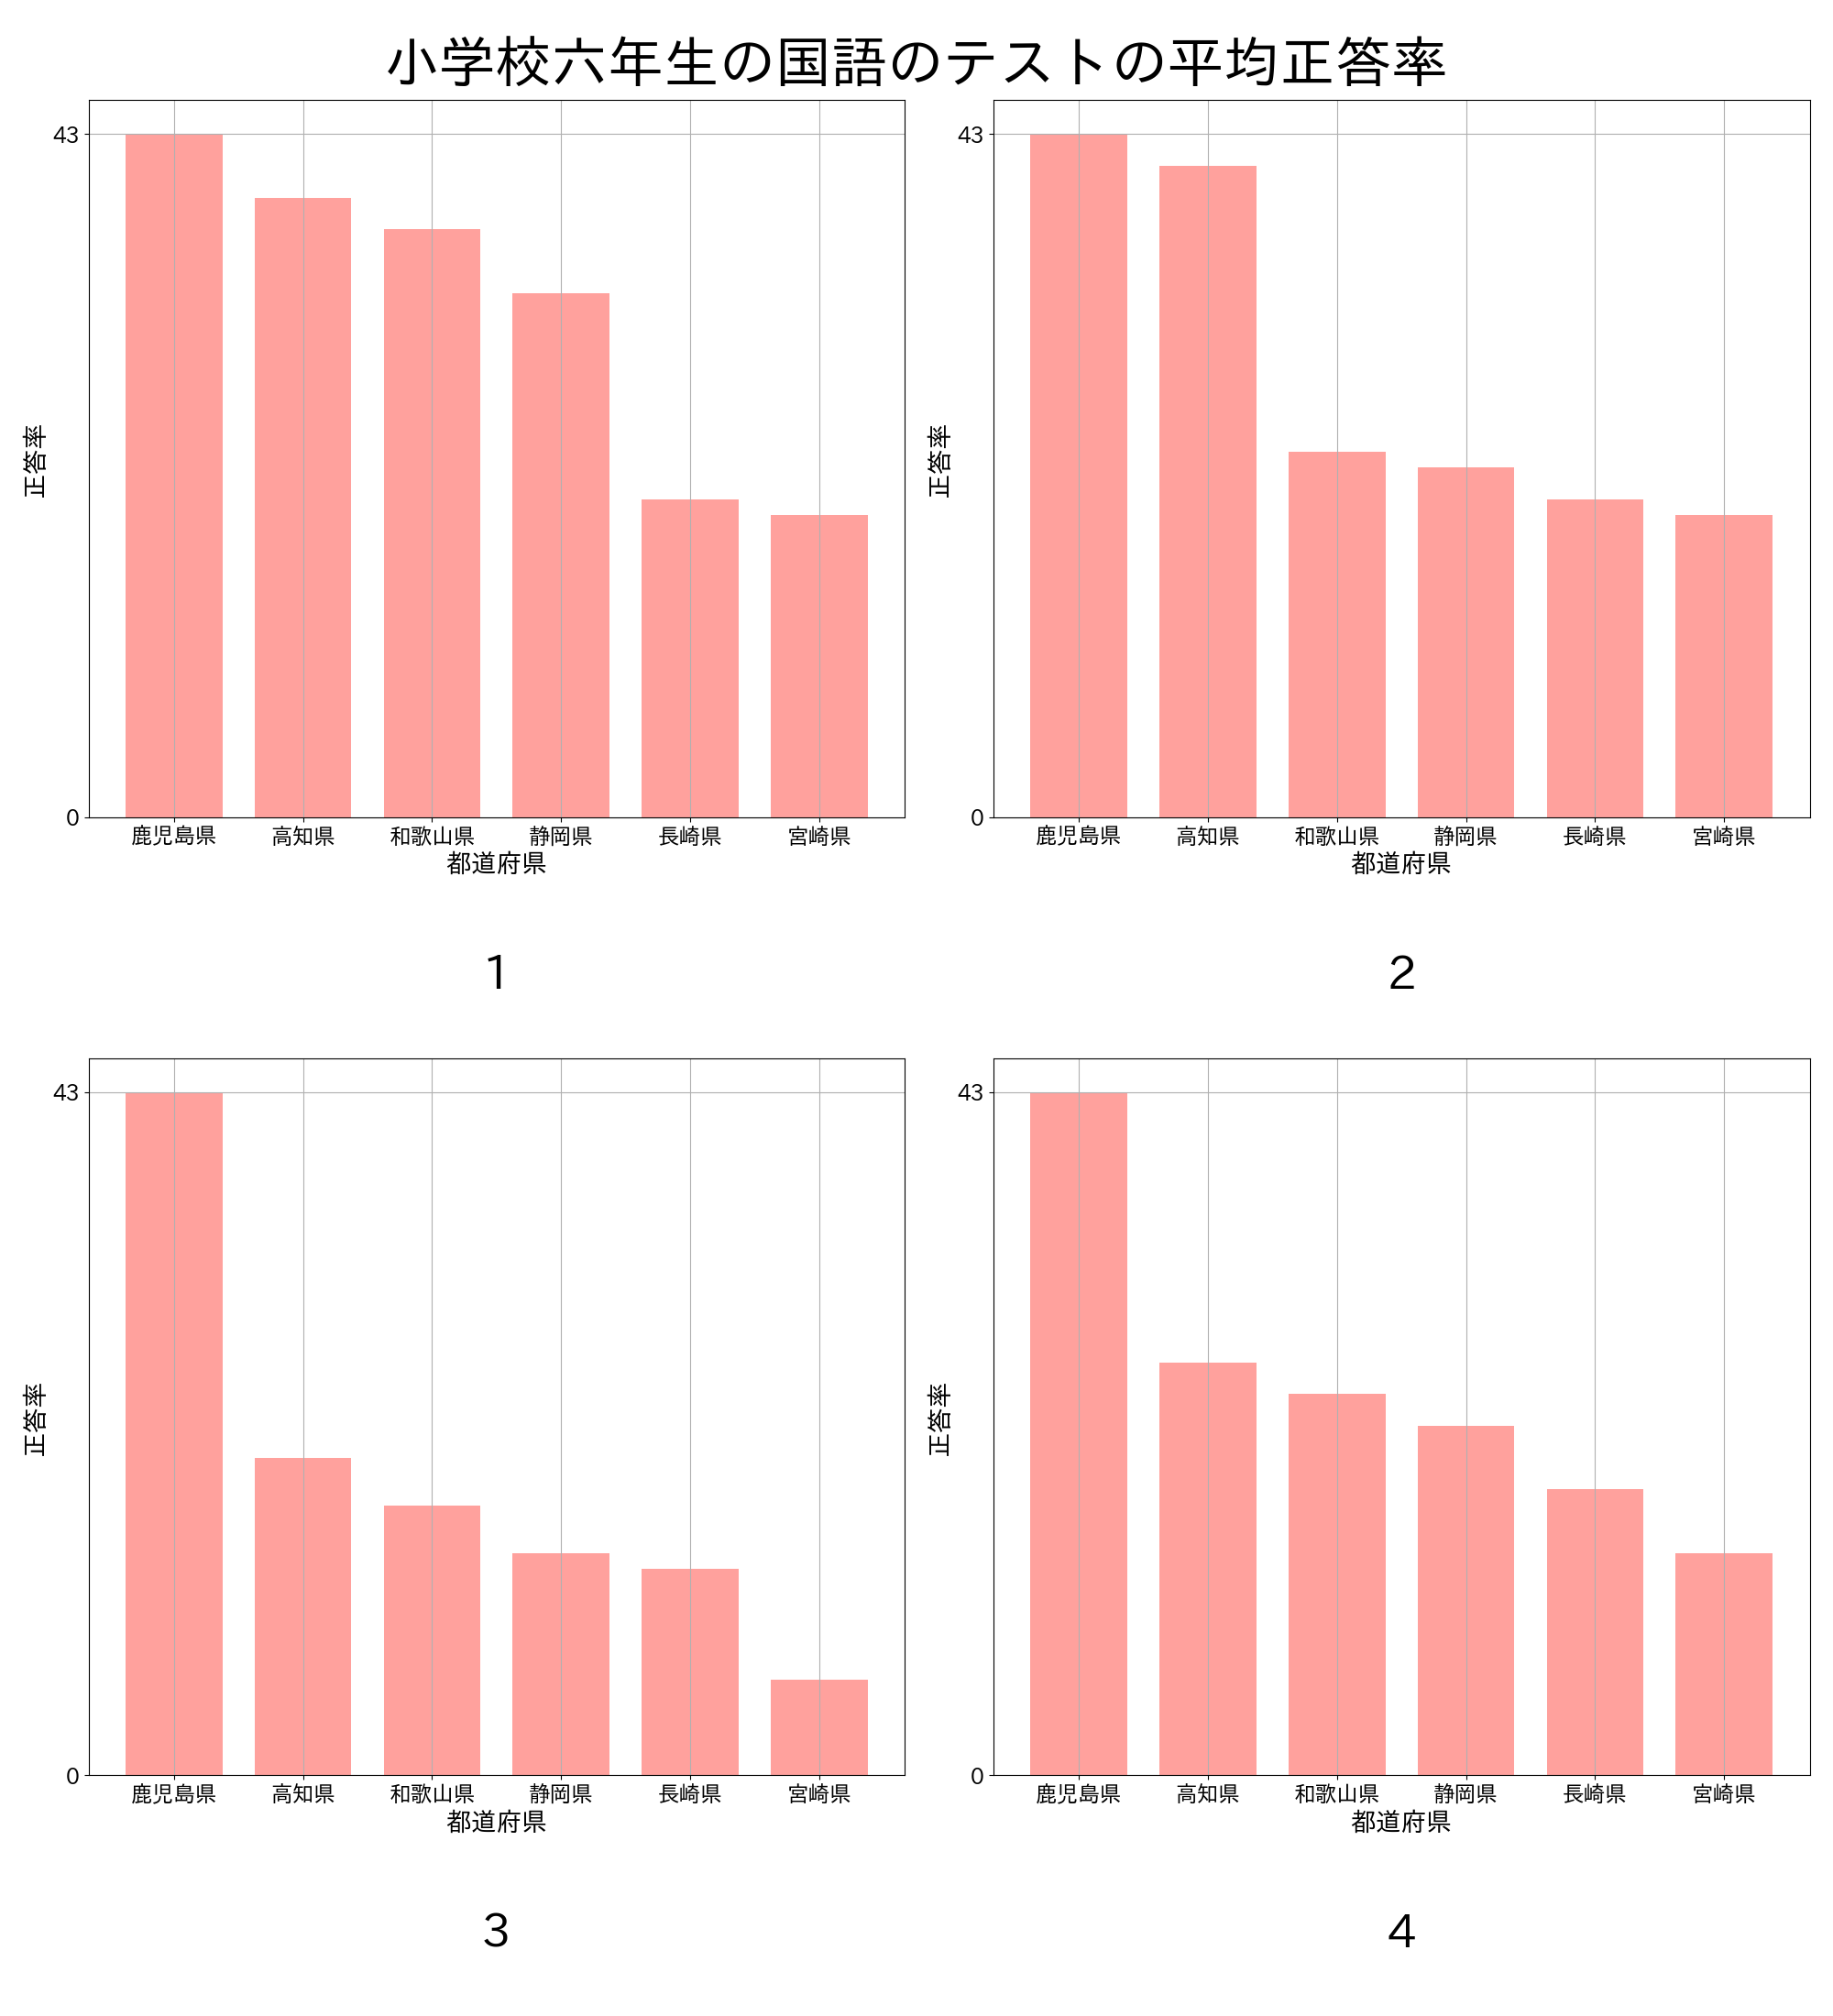 小学校六年生の国語のテストの平均正答率
43
0
正答率
鹿児島県 高知県 和歌山県 静岡県 長崎県 宮崎県
都道府県
1
43
0
正答率
鹿児島県 高知県 和歌山県 静岡県 長崎県 宮崎県
都道府県
2
43
0
正答率
鹿児島県 高知県 和歌山県 静岡県 長崎県 宮崎県
都道府県
3
43
0
正答率
鹿児島県 高知県 和歌山県 静岡県 長崎県 宮崎県
都道府県
4